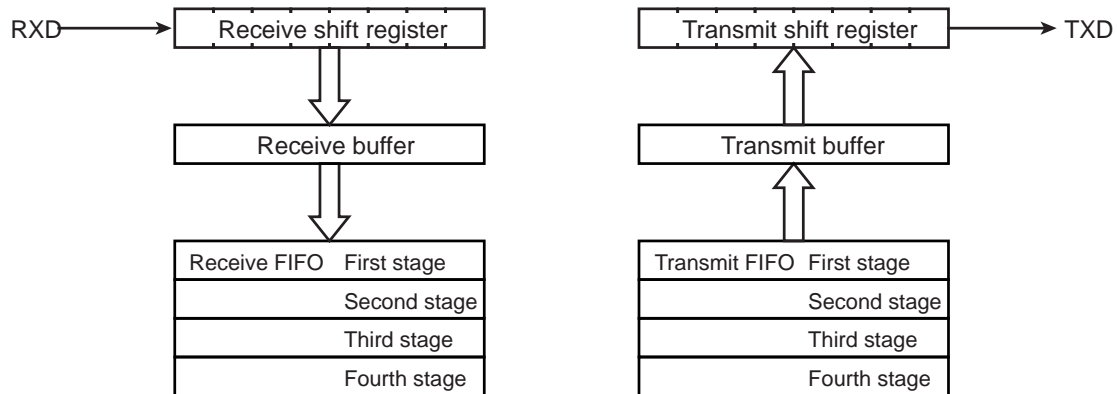 RXD
Receive shift register
Receive buffer
Receive FIFO First stage
Second stage
Third stage
Fourth stage
Transmit shift register
TXD
Transmit buffer
Transmit FIFO First stage
Second stage
Third stage
Fourth stage